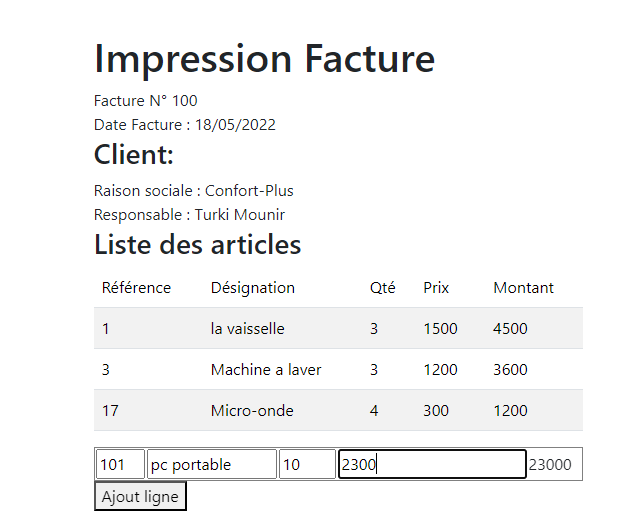 Impression Facture
Facture N° 100
Date Facture : 18/05/2022
Client:
Raison sociale : Confort-Plus
Responsable : Turki Mounir
Liste des articles
Référence Désignation Qté Prix Montant
1 la vaisselle 3 1500 4500
3 Machine a laver 3 1200 3600
17 Micro-onde 4 300 1200
101 pc portable 10 2300 23000
Ajout ligne